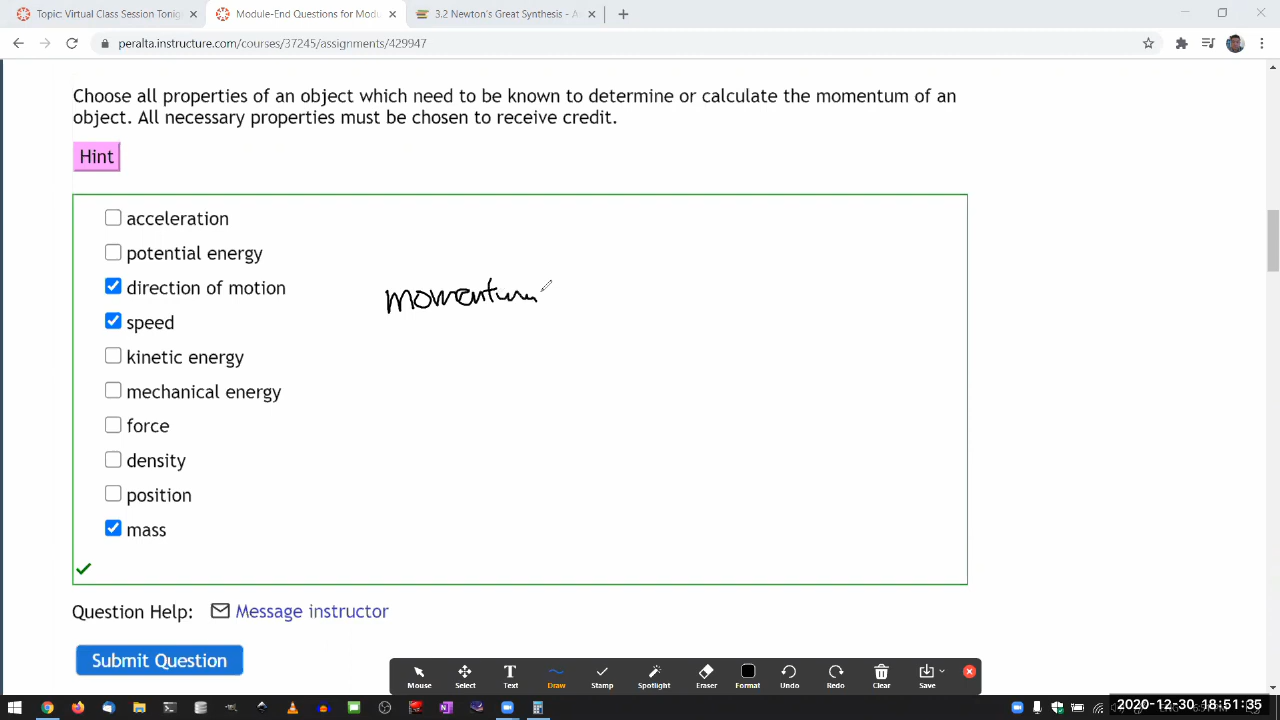 Topic: Virtual Class Session Tonig
Module-End Questions for Modu
3.2 Newton's Great Synthesis - As
peralta.instructure.com/courses/37245/assignments/429947
Choose all properties of an object which need to be known to determine or calculate the momentum of an
object. All necessary properties must be chosen to receive credit.
Hint
acceleration
potential energy
direction of motion
momentum
speed
kinetic energy
mechanical energy
force
density
position
mass
Question Help: Message instructor
Submit Question
Mouse Select Text Draw Stamp Spotlight Eraser Format Undo Redo Clear Save
2020-12-30 18:51:35